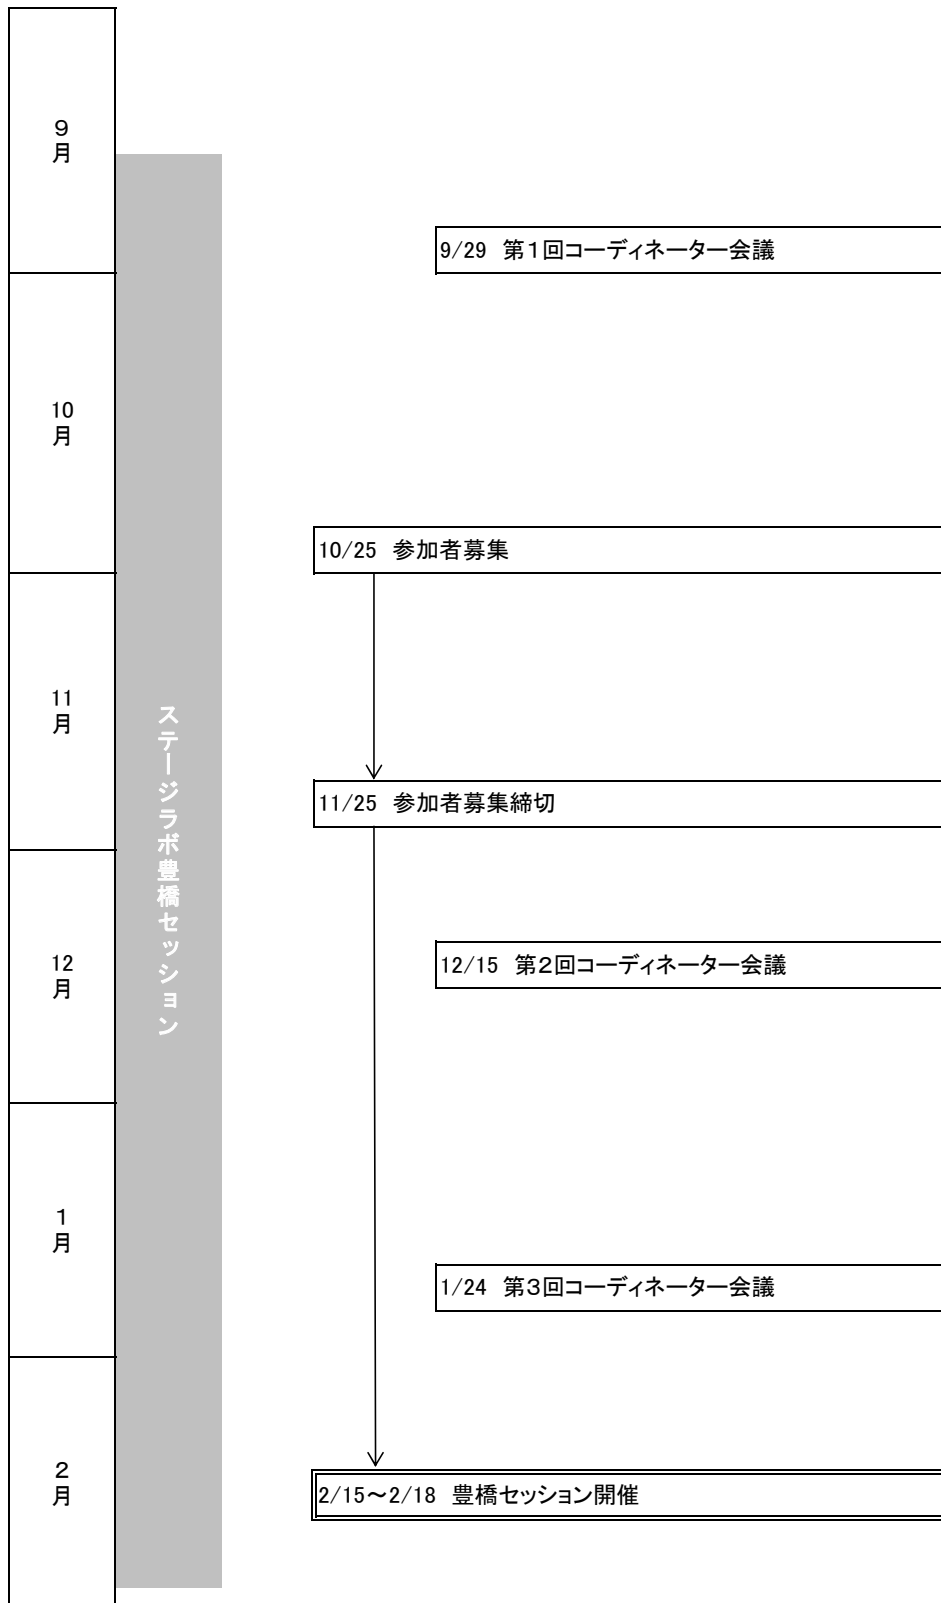 ９
月
9/29 第１回コーディネーター会議
10
月
10/25 参加者募集
11
月
ステージラボ豊橋セッション
11/25 参加者募集締切
12
月
12/15 第２回コーディネーター会議
１
月
1/24 第３回コーディネーター会議
２
月
2/15～2/18 豊橋セッション開催